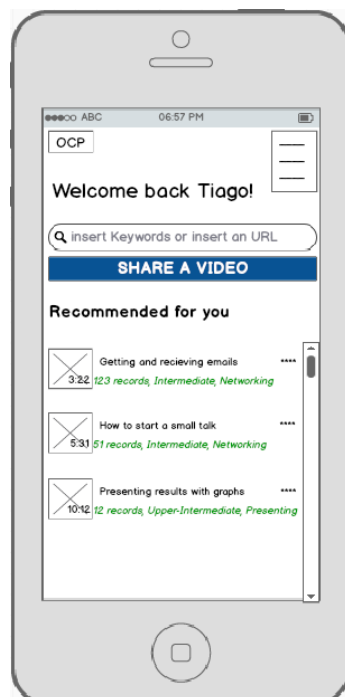 ABC 06:57 PM
OCP
Welcome back Tiago!
insert Keywords or insert an URL
SHARE A VIDEO
Recommended for you
Getting and recieving emails ****
3:22 123 records, Intermediate, Networking
How to start a small talk ****
5:31 51 records, Intermediate, Networking
Presenting results with graphs ****
10:12 12 records, Upper-Intermediate, Presenting